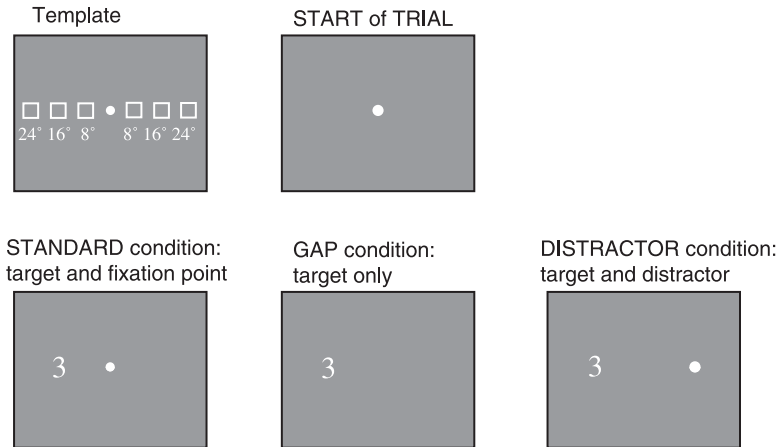 Template
START of TRIAL
24° 16° 8° 8° 16° 24°
STANDARD condition:
target and fixation point
GAP condition:
target only
DISTRACTOR condition:
target and distractor
3
3
3